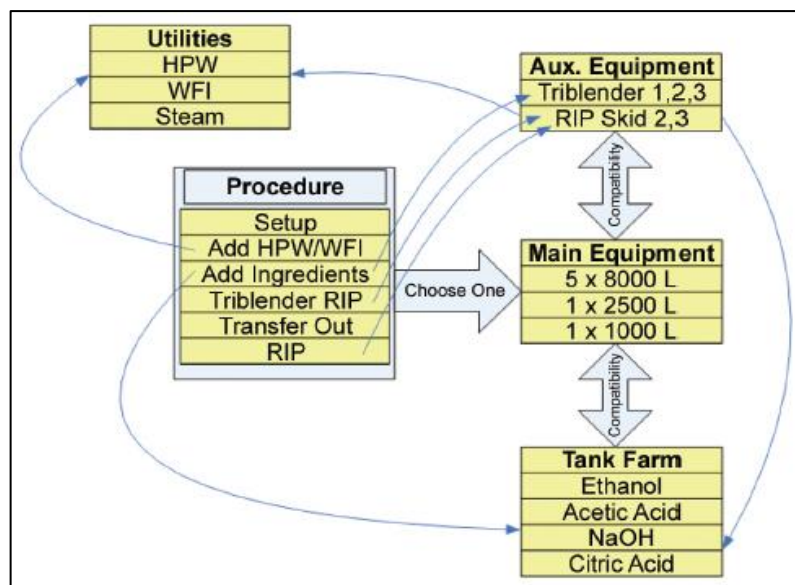 Utilities
HPW
WFI
Steam
Aux. Equipment
Triblender 1,2,3
RIP Skid 2,3
Compatibility
Procedure
Setup
Add HPW/WFI
Add Ingredients
Triblender RIP
Transfer Out
RIP
Choose One
Main Equipment
5 x 8000 L
1 x 2500 L
1 x 1000 L
Compatibility
Tank Farm
Ethanol
Acetic Acid
NaOH
Citric Acid